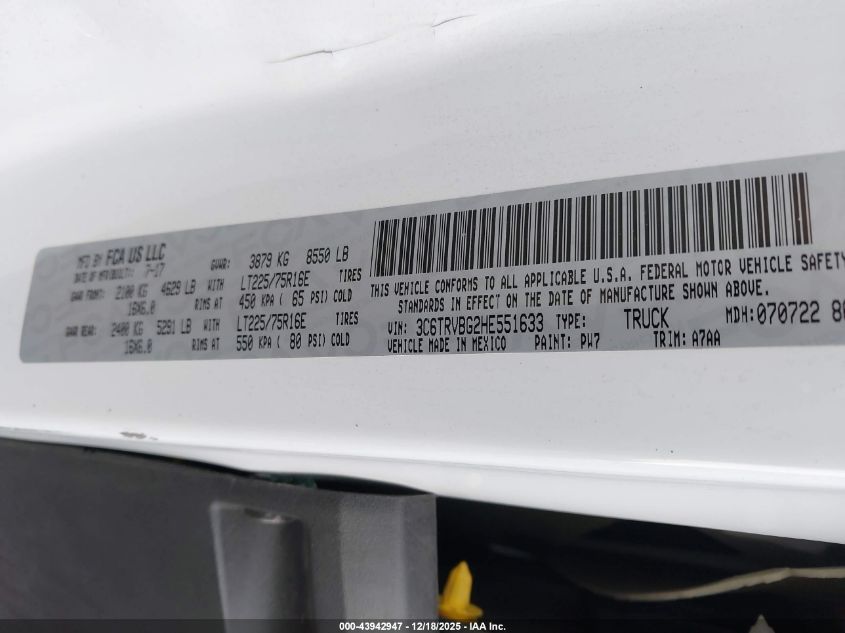 MFD BY FCA US LLC
DATE OF MFR/BUILT: 7-17 GVWR: 3879 KG 8550 LB
GAWR FRONT: 2100 KG 4629 LB WITH LT225/75R16E TIRES
16X6.0 RIMS AT 450 KPA ( 65 PSI) COLD
GAWR REAR: 2400 KG 5291 LB WITH LT225/75R16E TIRES
16X6.0 RIMS AT 550 KPA ( 80 PSI) COLD
THIS VEHICLE CONFORMS TO ALL APPLICABLE U.S.A. FEDERAL MOTOR VEHICLE SAFETY
STANDARDS IN EFFECT ON THE DATE OF MANUFACTURE SHOWN ABOVE.
VIN: 3C6TRVBG2HE551633 TYPE: TRUCK MDH: 070722
VEHICLE MADE IN MEXICO PAINT: PW7 TRIM: A7AA
000-43942947 - 12/18/2025 - IAA Inc.